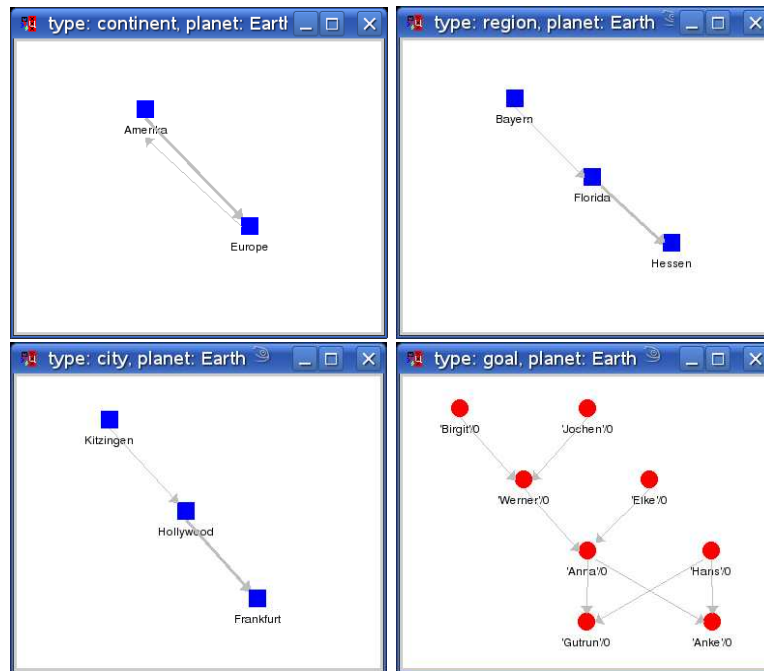 type: continent, planet: Earth
Amerika
Europe
type: region, planet: Earth
Bayern
Florida
Hessen
type: city, planet: Earth
Kitzingen
Hollywood
Frankfurt
type: goal, planet: Earth
'Birgit'/0 'Jochen'/0
'Werner'/0 'Elke'/0
'Anna'/0 'Hans'/0
'Gutrun'/0 'Anke'/0